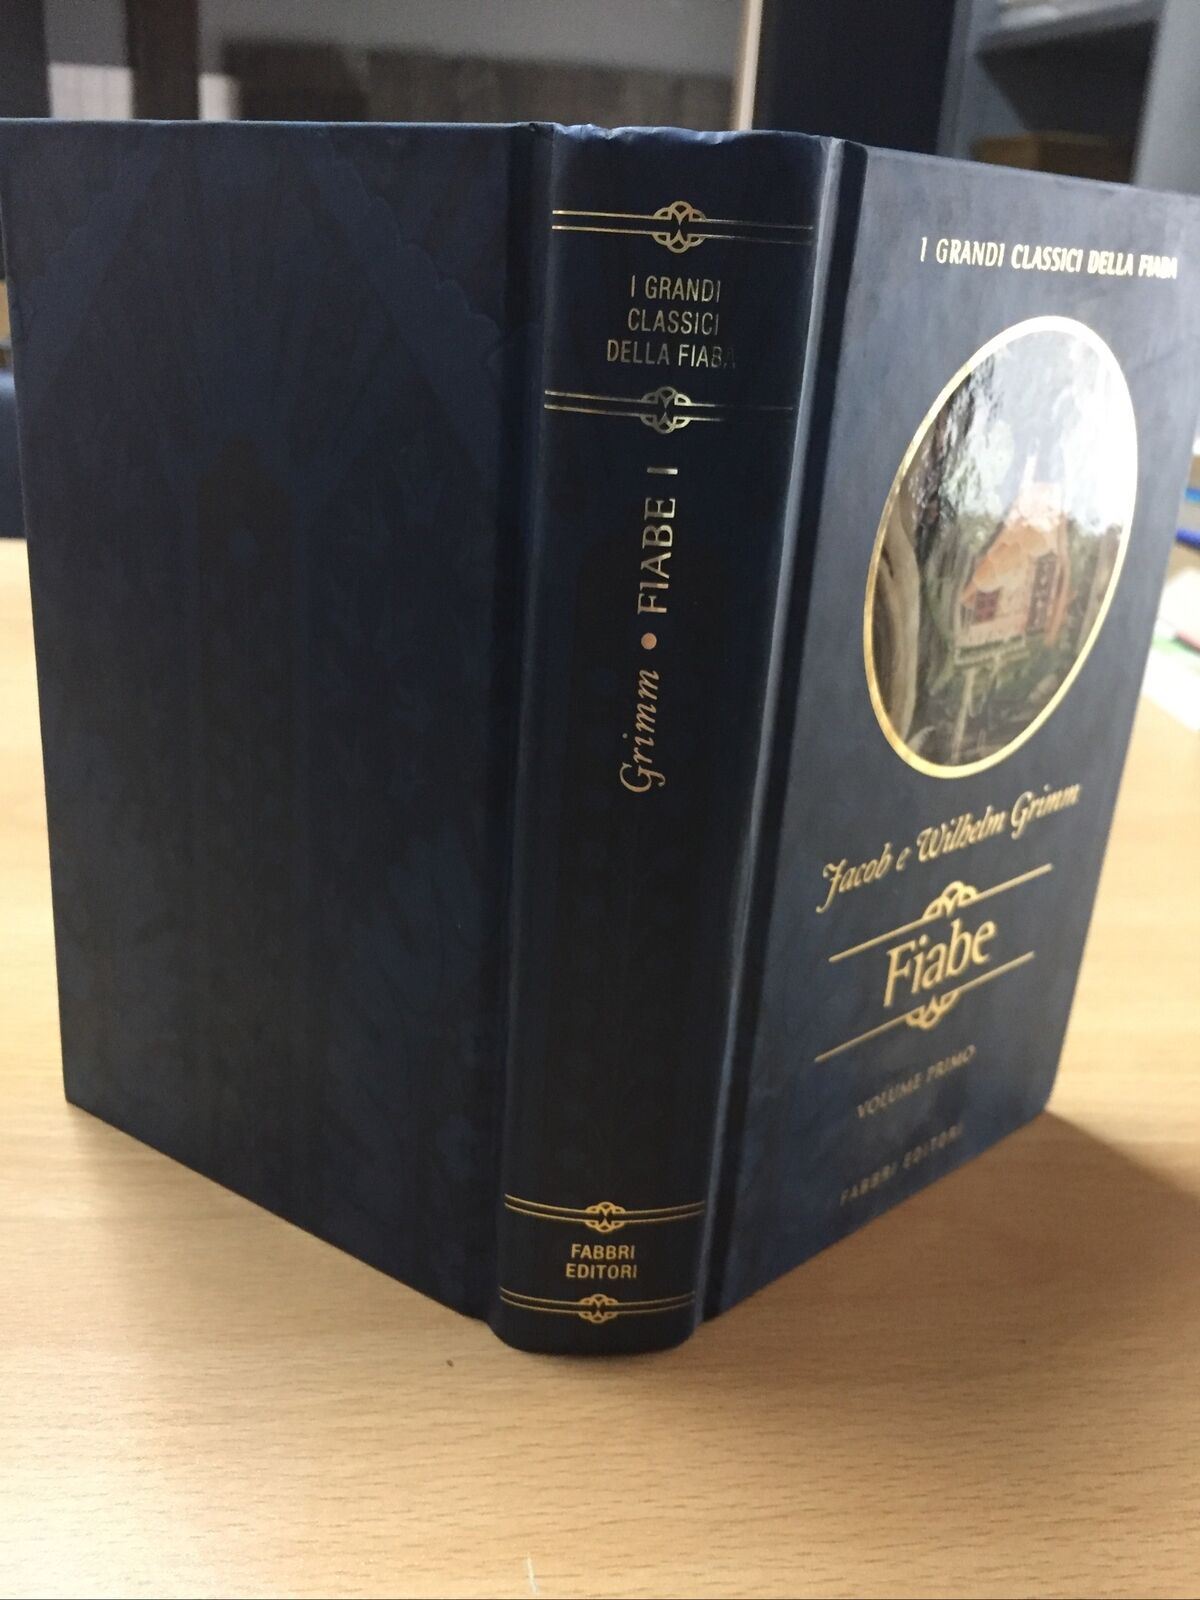 I GRANDI
CLASSICI
DELLA FIABA
Grimm • FIABE I
FABBRI
EDITORI
I GRANDI CLASSICI DELLA FIABA
Jacob e Wilhelm Grimm
Fiabe
VOLUME PRIMO
FABBRI EDITORI